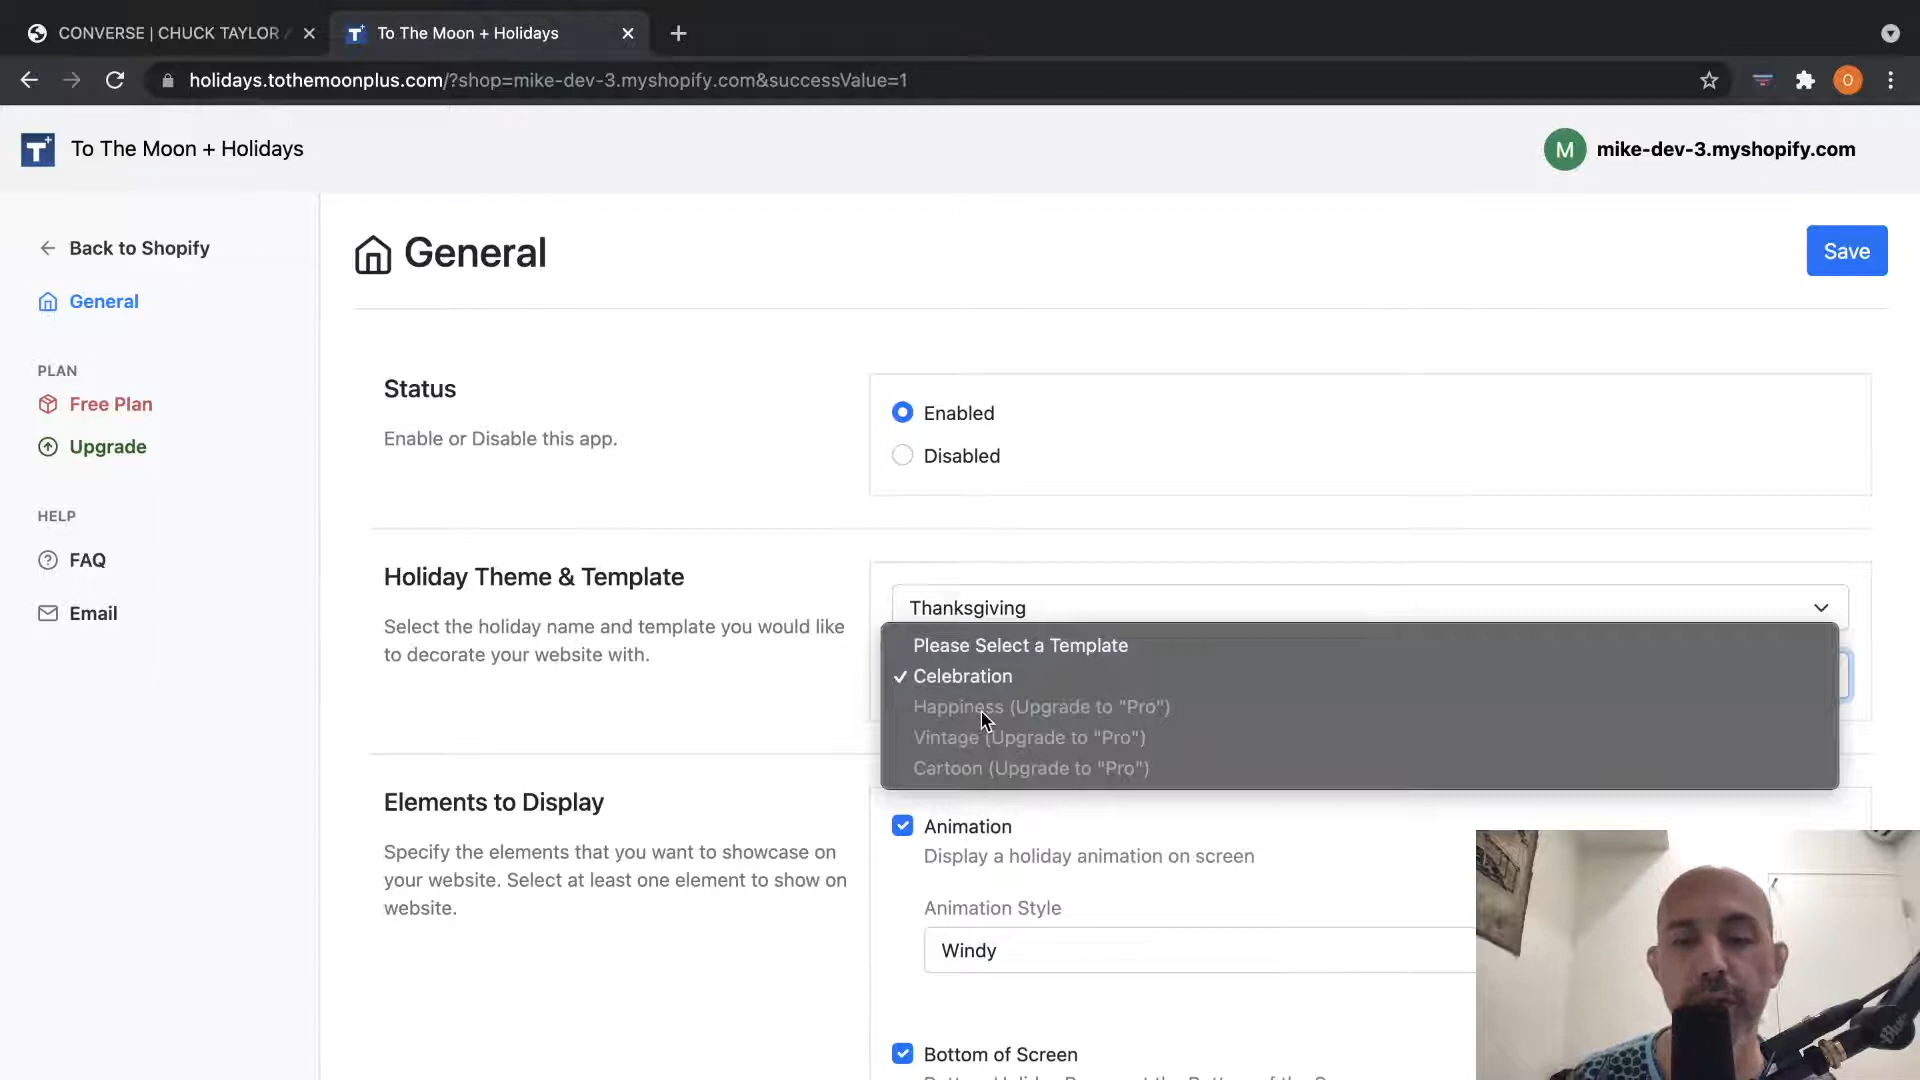 CONVERSE | CHUCK TAYLOR
To The Moon + Holidays
holidays.tothemoonplus.com/?shop=mike-dev-3.myshopify.com&successValue=1
O
T+
To The Moon + Holidays
M
mike-dev-3.myshopify.com
Back to Shopify
General
PLAN
Free Plan
Upgrade
HELP
FAQ
Email
General
Save
Status
Enable or Disable this app.
Enabled
Disabled
Holiday Theme & Template
Select the holiday name and template you would like
to decorate your website with.
Thanksgiving
Please Select a Template
Celebration
Happiness (Upgrade to "Pro")
Vintage (Upgrade to "Pro")
Cartoon (Upgrade to "Pro")
Elements to Display
Specify the elements that you want to showcase on
your website. Select at least one element to show on
website.
Animation
Display a holiday animation on screen
Animation Style
Windy
Bottom of Screen